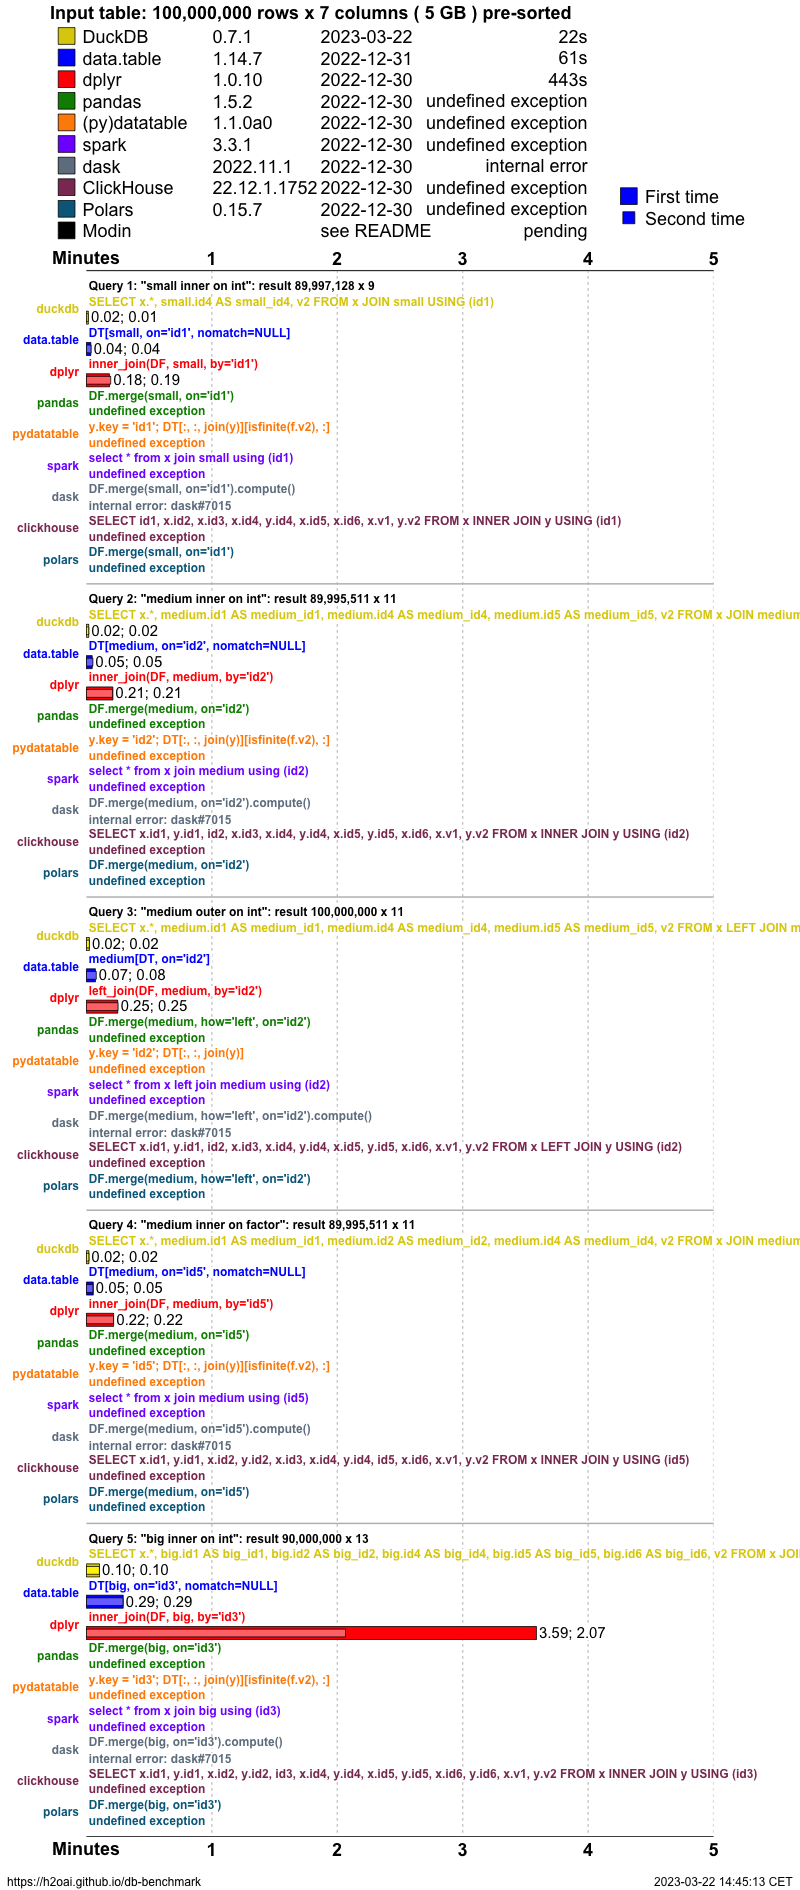 Input table: 100,000,000 rows x 7 columns ( 5 GB ) pre-sorted
DuckDB 0.7.1 2023-03-22 22s
data.table 1.14.7 2022-12-31 61s
dplyr 1.0.10 2022-12-30 443s
pandas 1.5.2 2022-12-30 undefined exception
(py)datatable 1.1.0a0 2022-12-30 undefined exception
spark 3.3.1 2022-12-30 undefined exception
dask 2022.11.1 2022-12-30 internal error
ClickHouse 22.12.1.1752 2022-12-30 undefined exception
Polars 0.15.7 2022-12-30 undefined exception
Modin see README pending
First time
Second time
Minutes 1 2 3 4 5
Query 1: "small inner on int": result 89,997,128 x 9
SELECT x.*, small.id4 AS small_id4, v2 FROM x JOIN small USING (id1)
duckdb 0.02; 0.01
DT[small, on='id1', nomatch=NULL]
data.table 0.04; 0.04
inner_join(DF, small, by='id1')
dplyr 0.18; 0.19
DF.merge(small, on='id1')
pandas undefined exception
y.key = 'id1'; DT[:, :, join(y)][isfinite(f.v2), :]
pydatatable undefined exception
select * from x join small using (id1)
spark undefined exception
DF.merge(small, on='id1').compute()
dask internal error: dask#7015
SELECT id1, x.id2, x.id3, x.id4, y.id4, x.id5, x.id6, x.v1, y.v2 FROM x INNER JOIN y USING (id1)
clickhouse undefined exception
DF.merge(small, on='id1')
polars undefined exception
Query 2: "medium inner on int": result 89,995,511 x 11
SELECT x.*, medium.id1 AS medium_id1, medium.id4 AS medium_id4, medium.id5 AS medium_id5, v2 FROM x JOIN medium
duckdb 0.02; 0.02
DT[medium, on='id2', nomatch=NULL]
data.table 0.05; 0.05
inner_join(DF, medium, by='id2')
dplyr 0.21; 0.21
DF.merge(medium, on='id2')
pandas undefined exception
y.key = 'id2'; DT[:, :, join(y)][isfinite(f.v2), :]
pydatatable undefined exception
select * from x join medium using (id2)
spark undefined exception
DF.merge(medium, on='id2').compute()
dask internal error: dask#7015
SELECT x.id1, y.id1, id2, x.id3, x.id4, y.id4, x.id5, y.id5, x.id6, x.v1, y.v2 FROM x INNER JOIN y USING (id2)
clickhouse undefined exception
DF.merge(medium, on='id2')
polars undefined exception
Query 3: "medium outer on int": result 100,000,000 x 11
SELECT x.*, medium.id1 AS medium_id1, medium.id4 AS medium_id4, medium.id5 AS medium_id5, v2 FROM x LEFT JOIN m
duckdb 0.02; 0.02
medium[DT, on='id2']
data.table 0.07; 0.08
left_join(DF, medium, by='id2')
dplyr 0.25; 0.25
DF.merge(medium, how='left', on='id2')
pandas undefined exception
y.key = 'id2'; DT[:, :, join(y)]
pydatatable undefined exception
select * from x left join medium using (id2)
spark undefined exception
DF.merge(medium, how='left', on='id2').compute()
dask internal error: dask#7015
SELECT x.id1, y.id1, id2, x.id3, x.id4, y.id4, x.id5, y.id5, x.id6, x.v1, y.v2 FROM x LEFT JOIN y USING (id2)
clickhouse undefined exception
DF.merge(medium, how='left', on='id2')
polars undefined exception
Query 4: "medium inner on factor": result 89,995,511 x 11
SELECT x.*, medium.id1 AS medium_id1, medium.id2 AS medium_id2, medium.id4 AS medium_id4, v2 FROM x JOIN medium
duckdb 0.02; 0.02
DT[medium, on='id5', nomatch=NULL]
data.table 0.05; 0.05
inner_join(DF, medium, by='id5')
dplyr 0.22; 0.22
DF.merge(medium, on='id5')
pandas undefined exception
y.key = 'id5'; DT[:, :, join(y)][isfinite(f.v2), :]
pydatatable undefined exception
select * from x join medium using (id5)
spark undefined exception
DF.merge(medium, on='id5').compute()
dask internal error: dask#7015
SELECT x.id1, y.id1, x.id2, y.id2, x.id3, x.id4, y.id4, id5, x.id6, x.v1, y.v2 FROM x INNER JOIN y USING (id5)
clickhouse undefined exception
DF.merge(medium, on='id5')
polars undefined exception
Query 5: "big inner on int": result 90,000,000 x 13
SELECT x.*, big.id1 AS big_id1, big.id2 AS big_id2, big.id4 AS big_id4, big.id5 AS big_id5, big.id6 AS big_id6, v2 FROM x JOI
duckdb 0.10; 0.10
DT[big, on='id3', nomatch=NULL]
data.table 0.29; 0.29
inner_join(DF, big, by='id3')
dplyr 3.59; 2.07
DF.merge(big, on='id3')
pandas undefined exception
y.key = 'id3'; DT[:, :, join(y)][isfinite(f.v2), :]
pydatatable undefined exception
select * from x join big using (id3)
spark undefined exception
DF.merge(big, on='id3').compute()
dask internal error: dask#7015
SELECT x.id1, y.id1, x.id2, y.id2, id3, x.id4, y.id4, x.id5, y.id5, x.id6, y.id6, x.v1, y.v2 FROM x INNER JOIN y USING (id3)
clickhouse undefined exception
DF.merge(big, on='id3')
polars undefined exception
Minutes 1 2 3 4 5
https://h2oai.github.io/db-benchmark 2023-03-22 14:45:13 CET